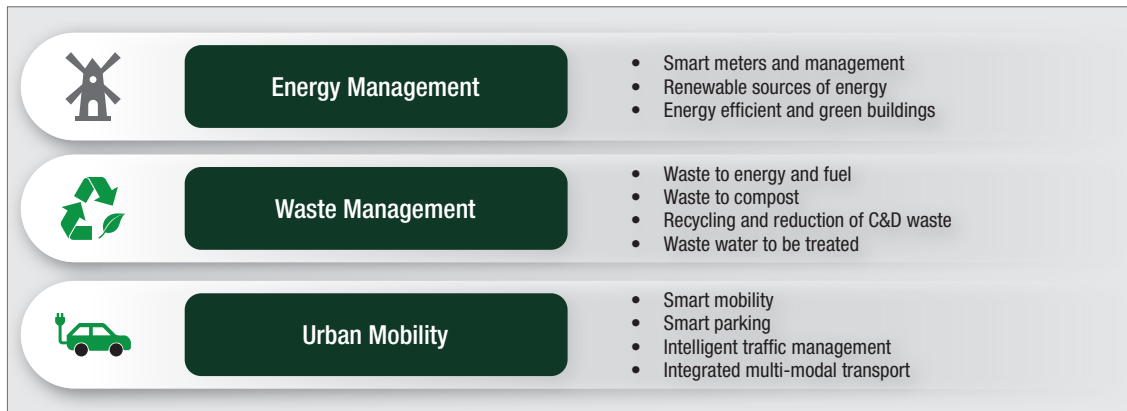 Energy Management
• Smart meters and management
• Renewable sources of energy
• Energy efficient and green buildings
Waste Management
• Waste to energy and fuel
• Waste to compost
• Recycling and reduction of C&D waste
• Waste water to be treated
Urban Mobility
• Smart mobility
• Smart parking
• Intelligent traffic management
• Integrated multi-modal transport